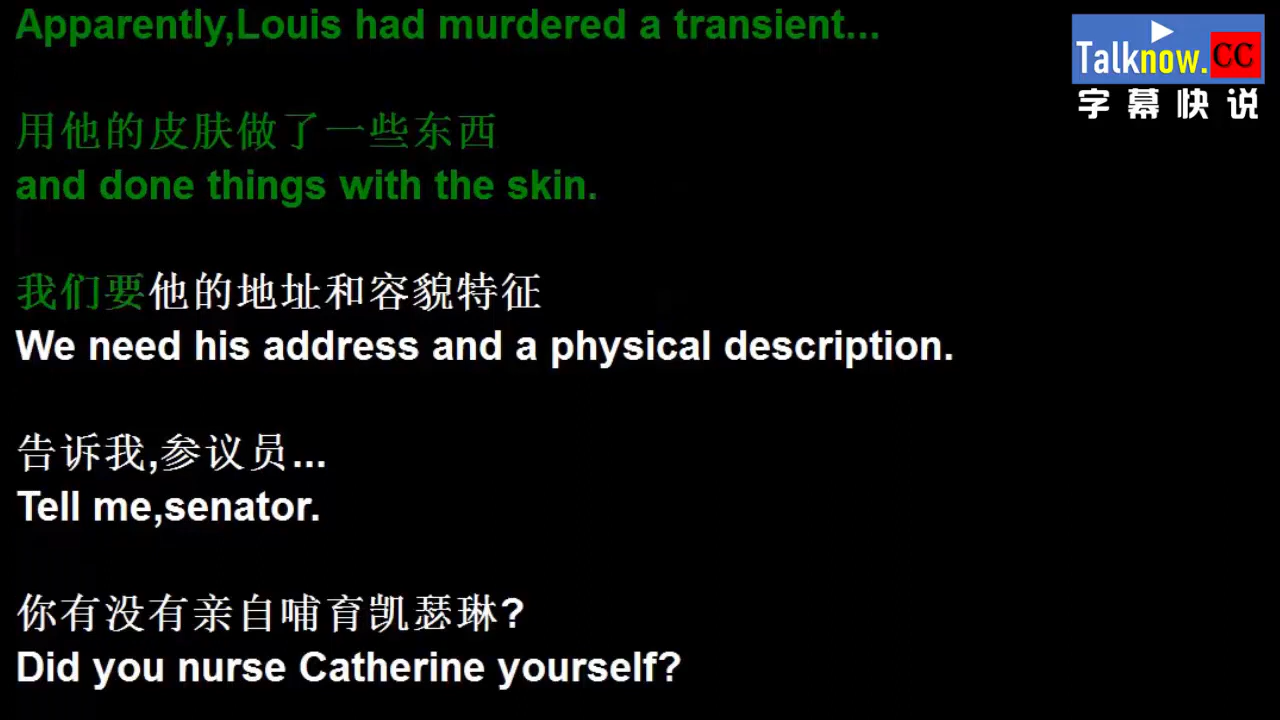 Apparently,Louis had murdered a transient...
Talknow.CC
字幕快说
用他的皮肤做了一些东西
and done things with the skin.
我们要他的地址和容貌特征
We need his address and a physical description.
告诉我,参议员...
Tell me,senator.
你有没有亲自哺育凯瑟琳?
Did you nurse Catherine yourself?